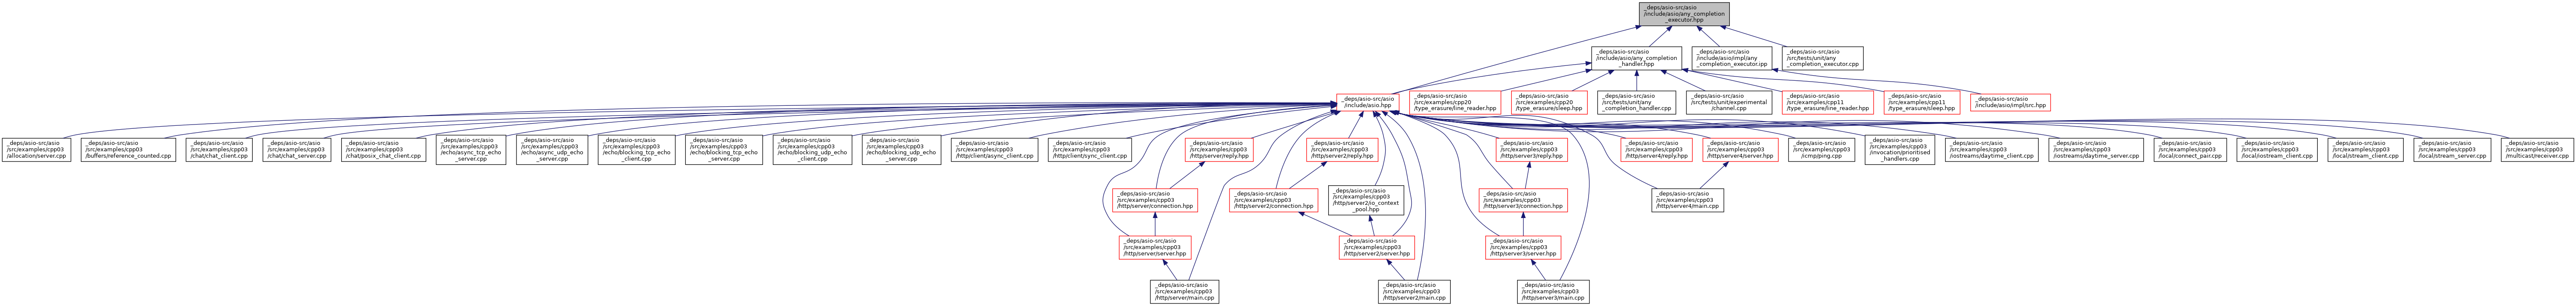 _deps/asio-src/asio
/include/asio/any_completion
_executor.hpp
_deps/asio-src/asio
/include/asio/any_completion
_handler.hpp
_deps/asio-src/asio
/include/asio/impl/any
_completion_executor.ipp
_deps/asio-src/asio
/src/tests/unit/any
_completion_executor.cpp
_deps/asio-src/asio
/include/asio.hpp
_deps/asio-src/asio
/src/examples/cpp20
/type_erasure/line_reader.hpp
_deps/asio-src/asio
/src/examples/cpp20
/type_erasure/sleep.hpp
_deps/asio-src/asio
/src/tests/unit/any
_completion_handler.cpp
_deps/asio-src/asio
/src/tests/unit/experimental
/channel.cpp
_deps/asio-src/asio
/src/examples/cpp11
/type_erasure/line_reader.hpp
_deps/asio-src/asio
/src/examples/cpp11
/type_erasure/sleep.hpp
_deps/asio-src/asio
/include/asio/impl/src.hpp
_deps/asio-src/asio
/src/examples/cpp03
/allocation/server.cpp
_deps/asio-src/asio
/src/examples/cpp03
/buffers/reference_counted.cpp
_deps/asio-src/asio
/src/examples/cpp03
/chat/chat_client.cpp
_deps/asio-src/asio
/src/examples/cpp03
/chat/chat_server.cpp
_deps/asio-src/asio
/src/examples/cpp03
/chat/posix_chat_client.cpp
_deps/asio-src/asio
/src/examples/cpp03
/echo/async_tcp_echo
_server.cpp
_deps/asio-src/asio
/src/examples/cpp03
/echo/async_udp_echo
_server.cpp
_deps/asio-src/asio
/src/examples/cpp03
/echo/blocking_tcp_echo
_client.cpp
_deps/asio-src/asio
/src/examples/cpp03
/echo/blocking_tcp_echo
_server.cpp
_deps/asio-src/asio
/src/examples/cpp03
/echo/blocking_udp_echo
_client.cpp
_deps/asio-src/asio
/src/examples/cpp03
/echo/blocking_udp_echo
_server.cpp
_deps/asio-src/asio
/src/examples/cpp03
/http/client/async_client.cpp
_deps/asio-src/asio
/src/examples/cpp03
/http/client/sync_client.cpp
_deps/asio-src/asio
/src/examples/cpp03
/http/server/reply.hpp
_deps/asio-src/asio
/src/examples/cpp03
/http/server2/reply.hpp
_deps/asio-src/asio
/src/examples/cpp03
/http/server3/reply.hpp
_deps/asio-src/asio
/src/examples/cpp03
/http/server4/reply.hpp
_deps/asio-src/asio
/src/examples/cpp03
/http/server4/server.hpp
_deps/asio-src/asio
/src/examples/cpp03
/icmp/ping.cpp
_deps/asio-src/asio
/src/examples/cpp03
/invocation/prioritised
_handlers.cpp
_deps/asio-src/asio
/src/examples/cpp03
/iostreams/daytime_client.cpp
_deps/asio-src/asio
/src/examples/cpp03
/iostreams/daytime_server.cpp
_deps/asio-src/asio
/src/examples/cpp03
/local/connect_pair.cpp
_deps/asio-src/asio
/src/examples/cpp03
/local/iostream_client.cpp
_deps/asio-src/asio
/src/examples/cpp03
/local/stream_client.cpp
_deps/asio-src/asio
/src/examples/cpp03
/local/stream_server.cpp
_deps/asio-src/asio
/src/examples/cpp03
/multicast/receiver.cpp
_deps/asio-src/asio
/src/examples/cpp03
/http/server/connection.hpp
_deps/asio-src/asio
/src/examples/cpp03
/http/server2/connection.hpp
_deps/asio-src/asio
/src/examples/cpp03
/http/server2/io_context
_pool.hpp
_deps/asio-src/asio
/src/examples/cpp03
/http/server3/connection.hpp
_deps/asio-src/asio
/src/examples/cpp03
/http/server4/main.cpp
_deps/asio-src/asio
/src/examples/cpp03
/http/server/server.hpp
_deps/asio-src/asio
/src/examples/cpp03
/http/server2/server.hpp
_deps/asio-src/asio
/src/examples/cpp03
/http/server3/server.hpp
_deps/asio-src/asio
/src/examples/cpp03
/http/server/main.cpp
_deps/asio-src/asio
/src/examples/cpp03
/http/server2/main.cpp
_deps/asio-src/asio
/src/examples/cpp03
/http/server3/main.cpp